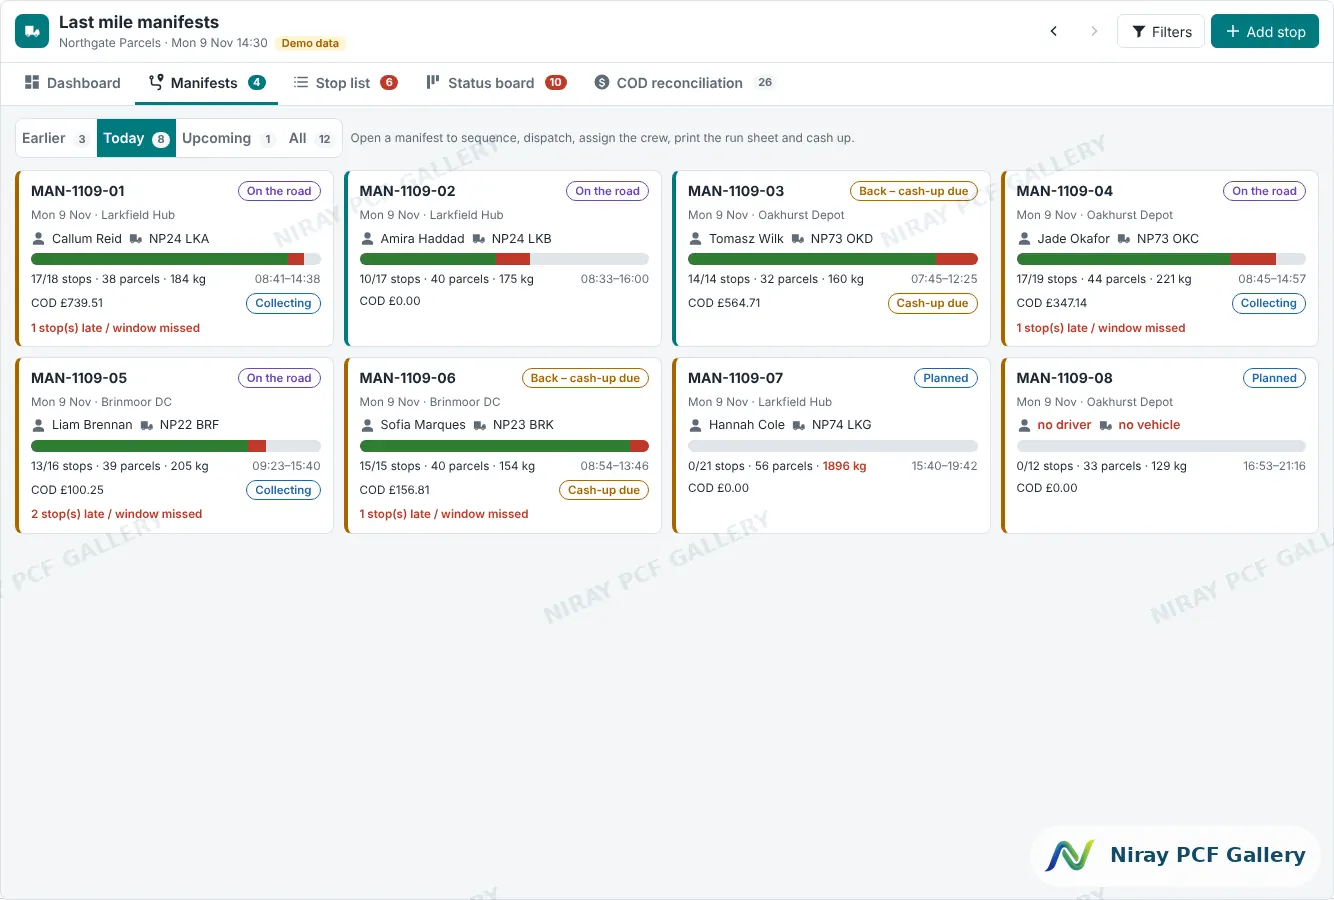 Last mile manifests
Northgate Parcels · Mon 9 Nov 14:30 Demo data
Filters
Add stop
Dashboard
Manifests 4
Stop list 6
Status board 10
COD reconciliation 26
Earlier 3
Today 8
Upcoming 1
All 12
Open a manifest to sequence, dispatch, assign the crew, print the run sheet and cash up.
MAN-1109-01 On the road
Mon 9 Nov · Larkfield Hub
Callum Reid NP24 LKA
17/18 stops · 38 parcels · 184 kg 08:41–14:38
COD £739.51 Collecting
1 stop(s) late / window missed
MAN-1109-02 On the road
Mon 9 Nov · Larkfield Hub
Amira Haddad NP24 LKB
10/17 stops · 40 parcels · 175 kg 08:33–16:00
COD £0.00
MAN-1109-03 Back – cash-up due
Mon 9 Nov · Oakhurst Depot
Tomasz Wilk NP73 OKD
14/14 stops · 32 parcels · 160 kg 07:45–12:25
COD £564.71 Cash-up due
MAN-1109-04 On the road
Mon 9 Nov · Oakhurst Depot
Jade Okafor NP73 OKC
17/19 stops · 44 parcels · 221 kg 08:45–14:57
COD £347.14 Collecting
1 stop(s) late / window missed
MAN-1109-05 On the road
Mon 9 Nov · Brinmoor DC
Liam Brennan NP22 BRF
13/16 stops · 39 parcels · 205 kg 09:23–15:40
COD £100.25 Collecting
2 stop(s) late / window missed
MAN-1109-06 Back – cash-up due
Mon 9 Nov · Brinmoor DC
Sofia Marques NP23 BRK
15/15 stops · 40 parcels · 154 kg 08:54–13:46
COD £156.81 Cash-up due
1 stop(s) late / window missed
MAN-1109-07 Planned
Mon 9 Nov · Larkfield Hub
Hannah Cole NP74 LKG
0/21 stops · 56 parcels · 1896 kg 15:40–19:42
COD £0.00
MAN-1109-08 Planned
Mon 9 Nov · Oakhurst Depot
no driver no vehicle
0/12 stops · 33 parcels · 129 kg 16:53–21:16
COD £0.00
NIRAY PCF GALLERY
NIRAY PCF GALLERY
NIRAY PCF GALLERY
NIRAY PCF GALLERY
NIRAY PCF GALLERY
Niray PCF Gallery